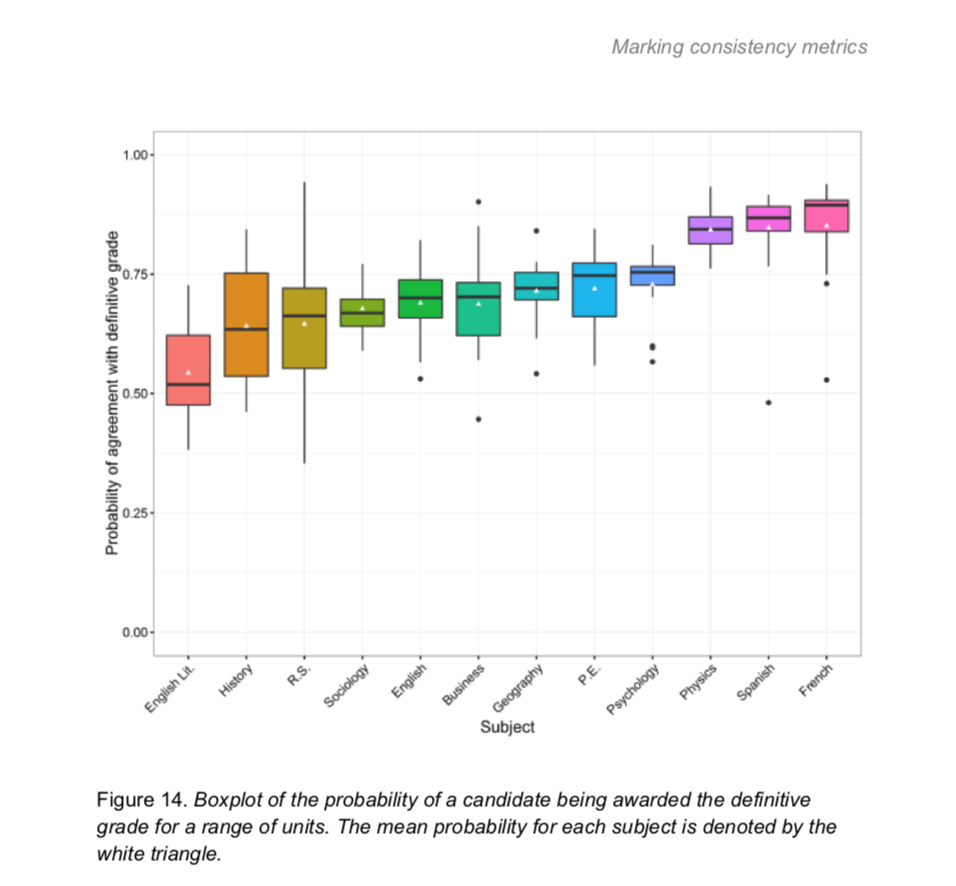 Marking consistency metrics
Probability of agreement with definitive grade
1.00
0.75
0.50
0.25
0.00
English Lit.
History
R.S.
Sociology
English
Business
Geography
P.E.
Psychology
Physics
Spanish
French
Subject
Figure 14. Boxplot of the probability of a candidate being awarded the definitive
grade for a range of units. The mean probability for each subject is denoted by the
white triangle.